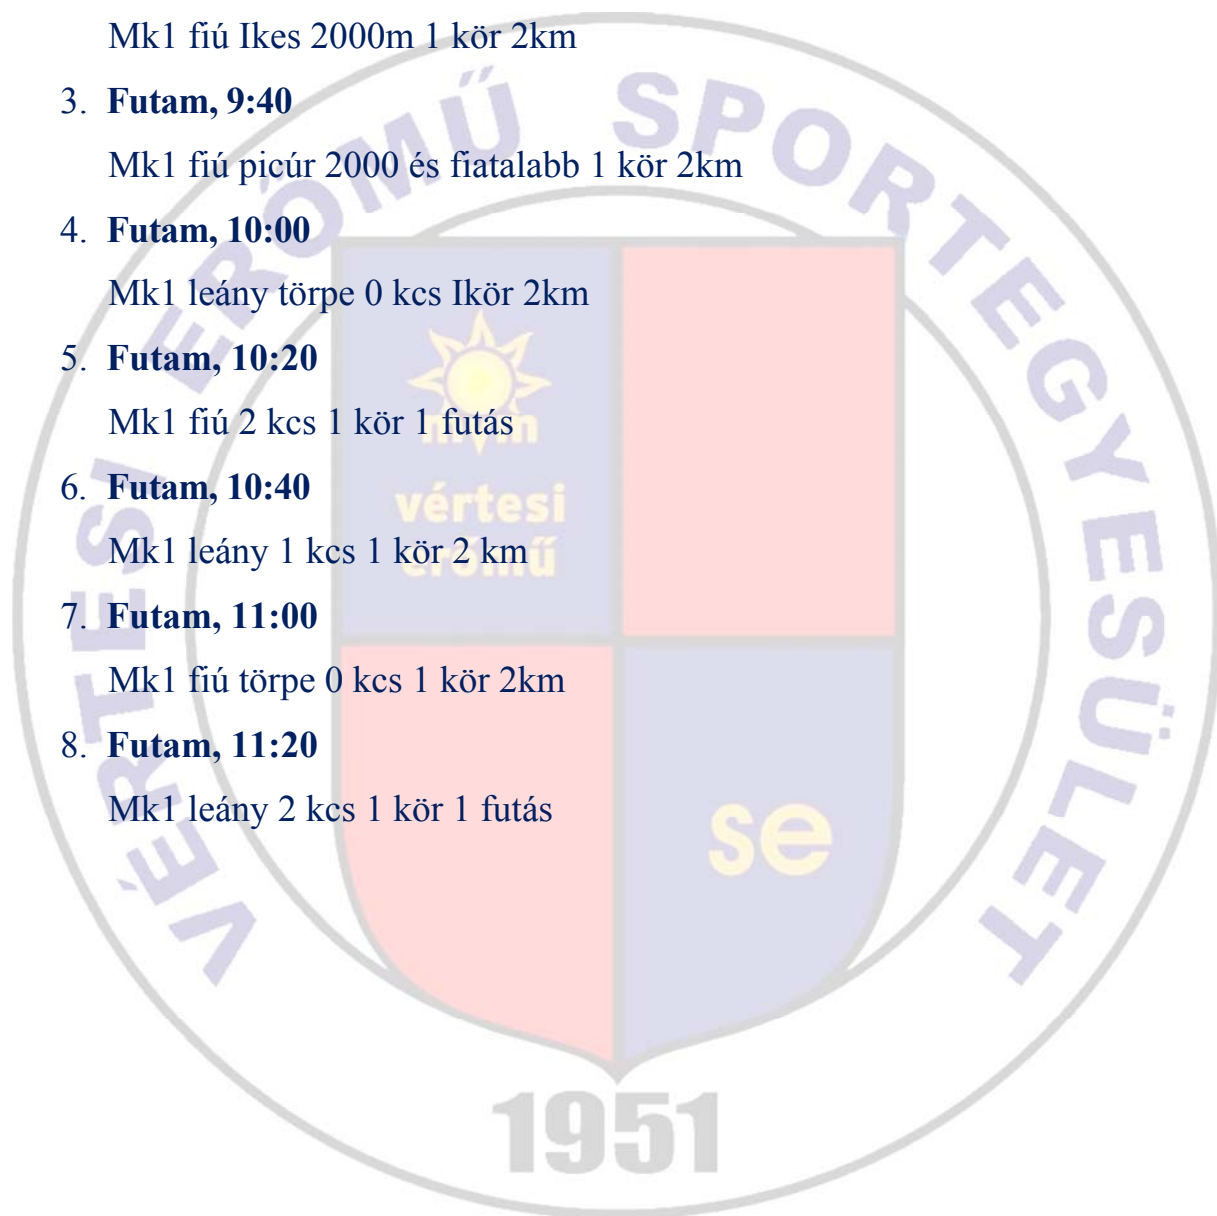 Mk1 fiú Ikes 2000m 1 kör 2km
3. Futam, 9:40
Mk1 fiú picúr 2000 és fiatalabb 1 kör 2km
4. Futam, 10:00
Mk1 leány törpe 0 kcs Ikör 2km
5. Futam, 10:20
Mk1 fiú 2 kcs 1 kör 1 futás
6. Futam, 10:40
Mk1 leány 1 kcs 1 kör 2 km
7. Futam, 11:00
Mk1 fiú törpe 0 kcs 1 kör 2km
8. Futam, 11:20
Mk1 leány 2 kcs 1 kör 1 futás
VÉRTESI ERŐMŰ SPORTEGYESÜLET
mvm
vértesi
erőmű
se
1951